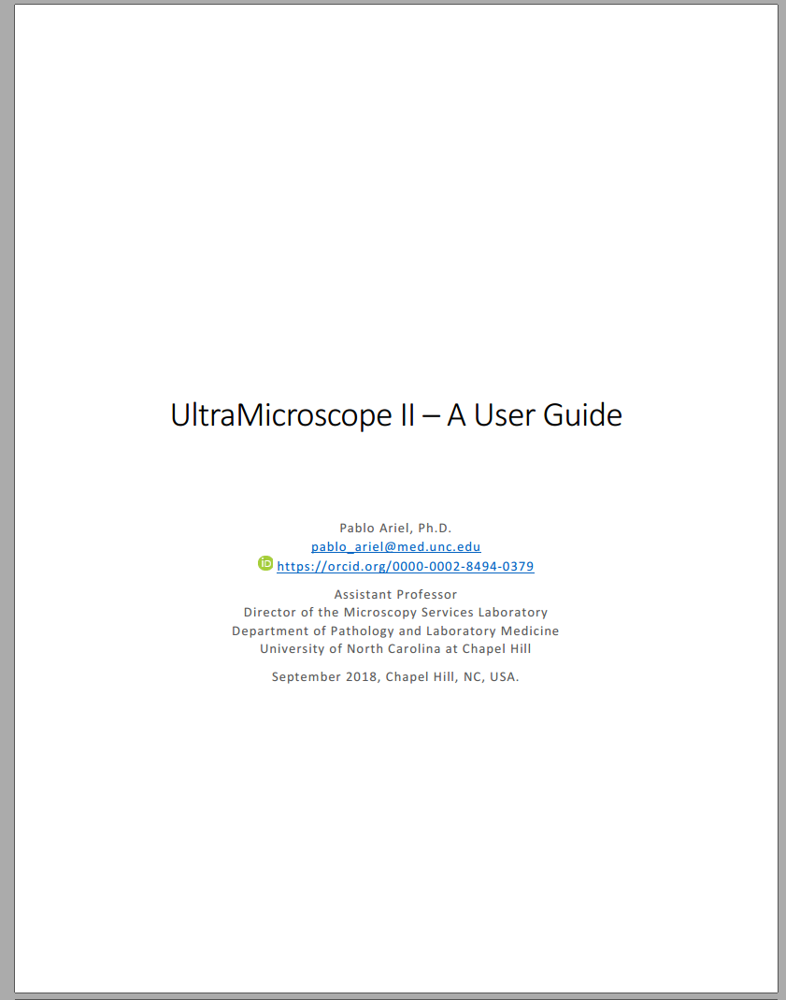 UltraMicroscope II – A User Guide
Pablo Ariel, Ph.D.
pablo_ariel@med.unc.edu
iD https://orcid.org/0000-0002-8494-0379
Assistant Professor
Director of the Microscopy Services Laboratory
Department of Pathology and Laboratory Medicine
University of North Carolina at Chapel Hill
September 2018, Chapel Hill, NC, USA.